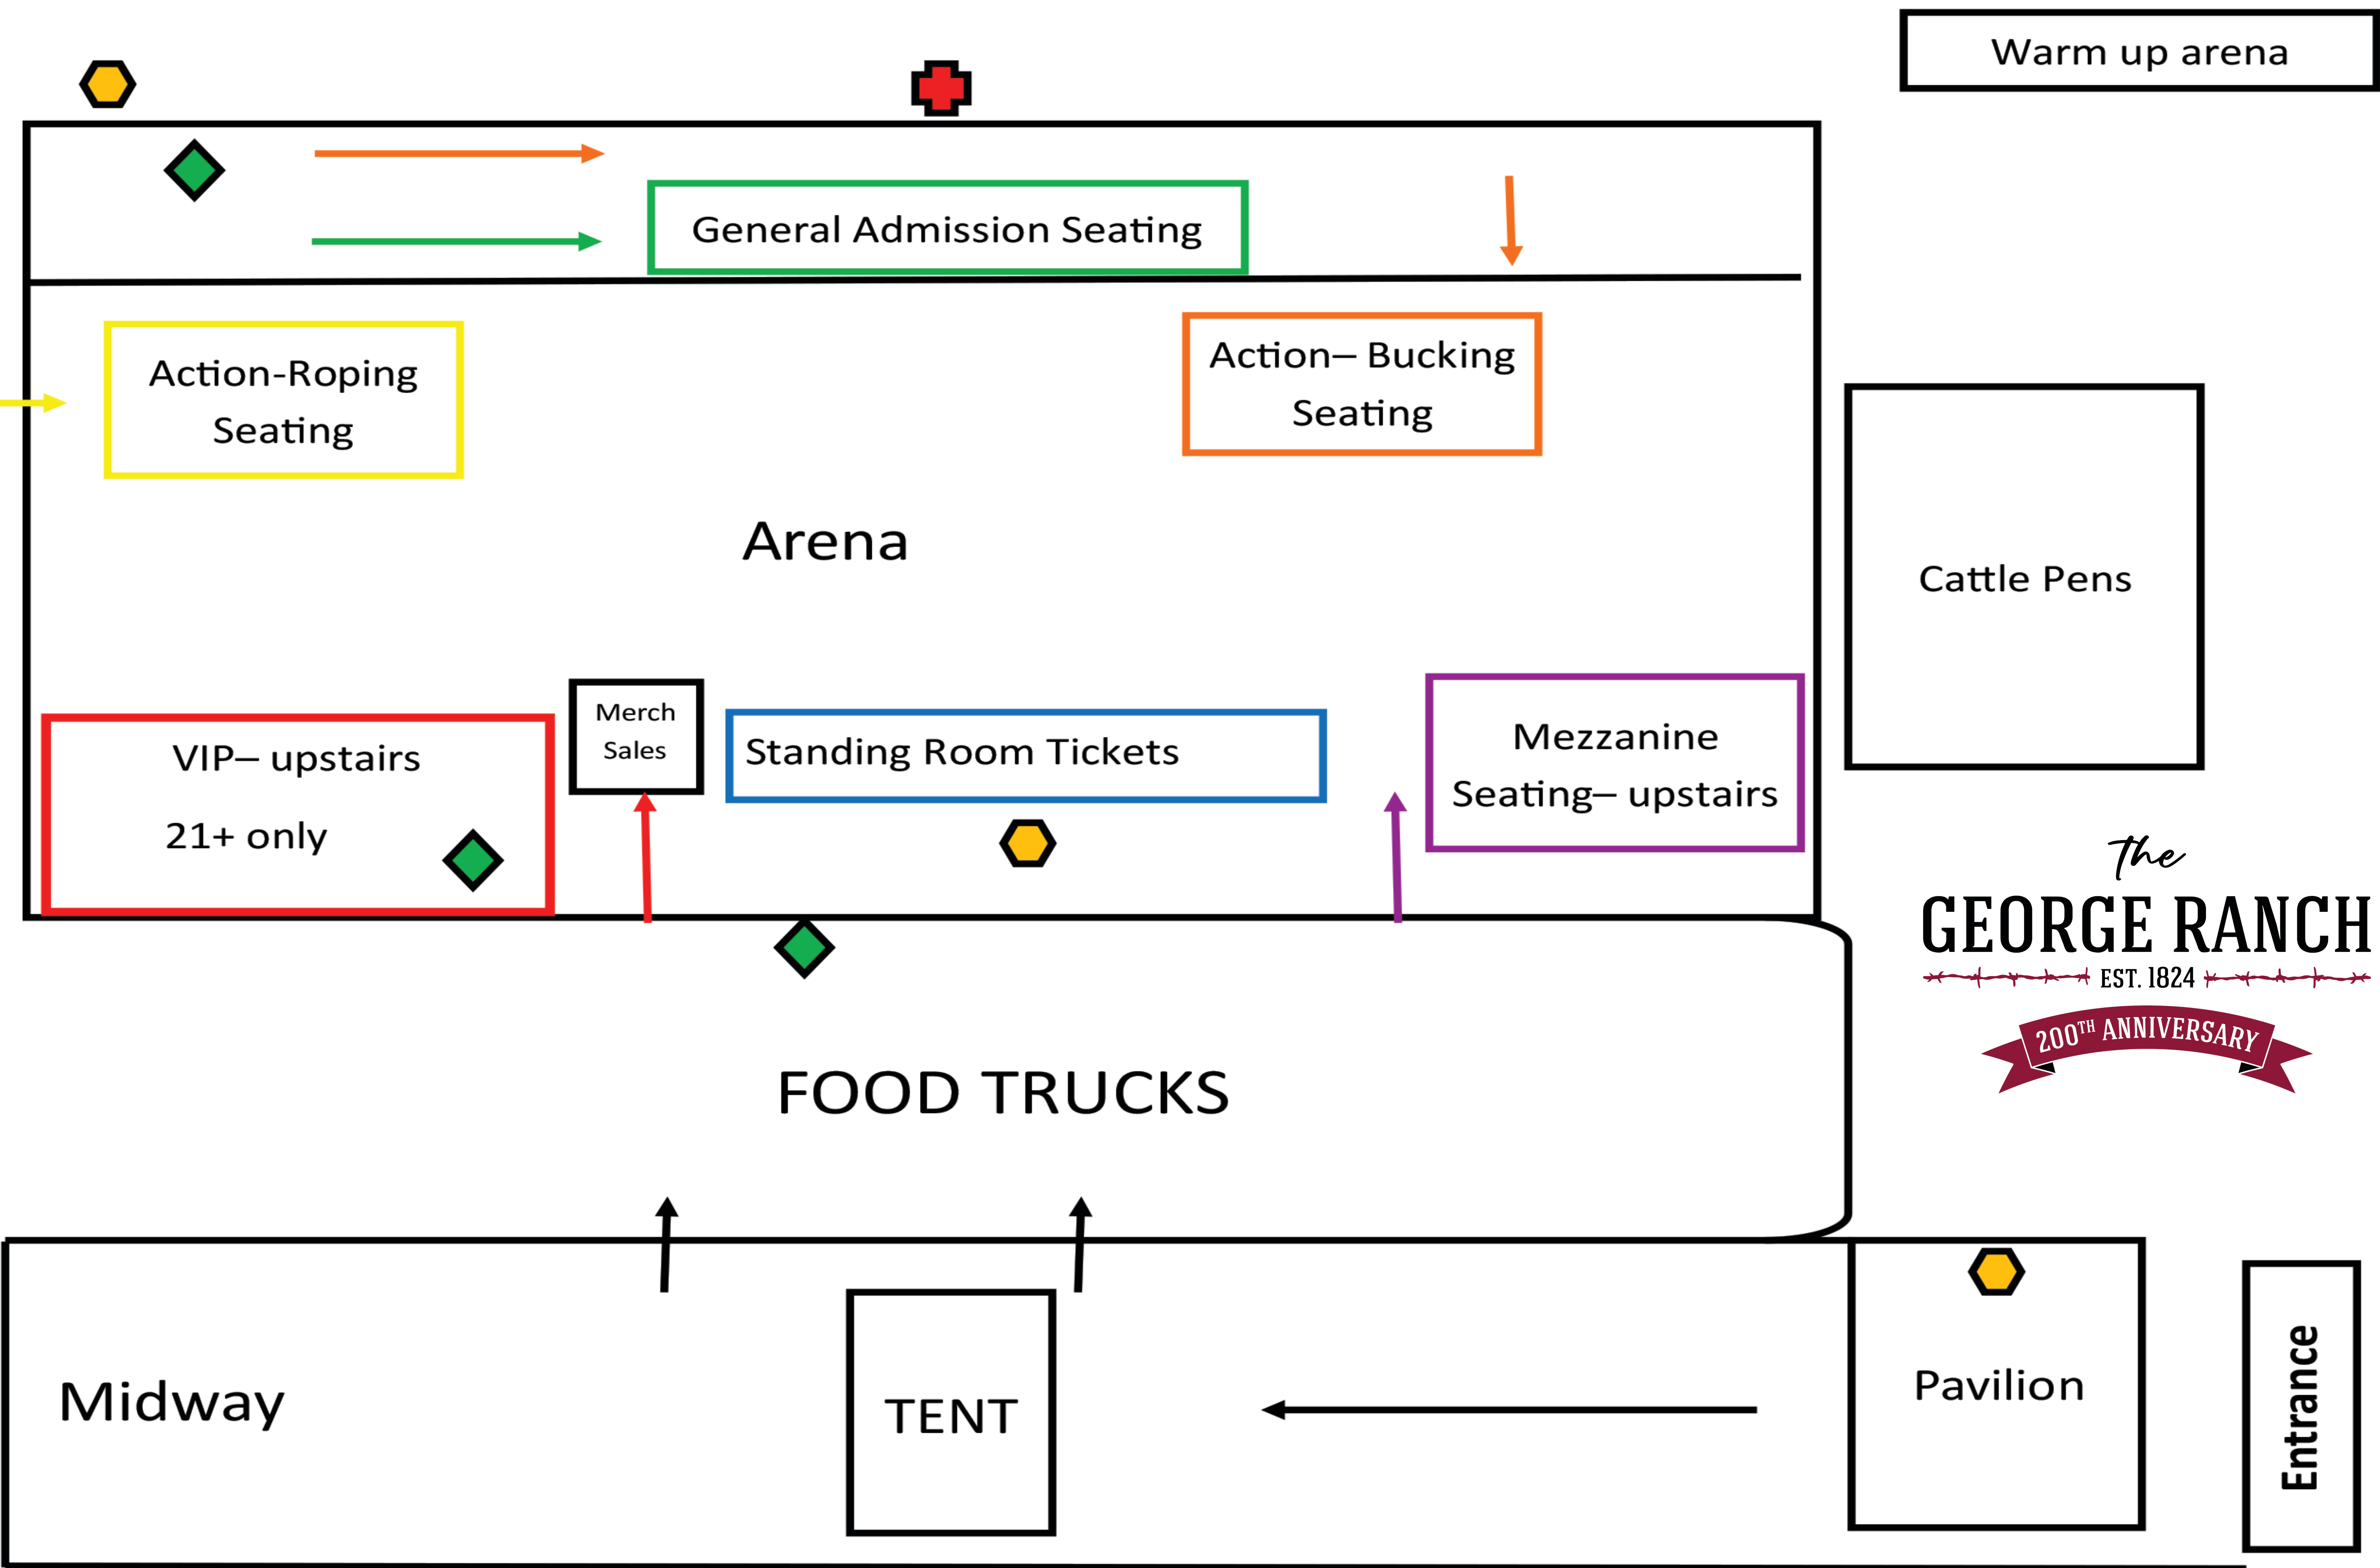 Warm up arena
General Admission Seating
Action-Roping
Seating
Action– Bucking
Seating
Arena
Cattle Pens
Merch
Sales
VIP– upstairs
21+ only
Standing Room Tickets
Mezzanine
Seating– upstairs
the
GEORGE RANCH
EST. 1824
200TH ANNIVERSARY
FOOD TRUCKS
Midway
TENT
Pavilion
Entrance